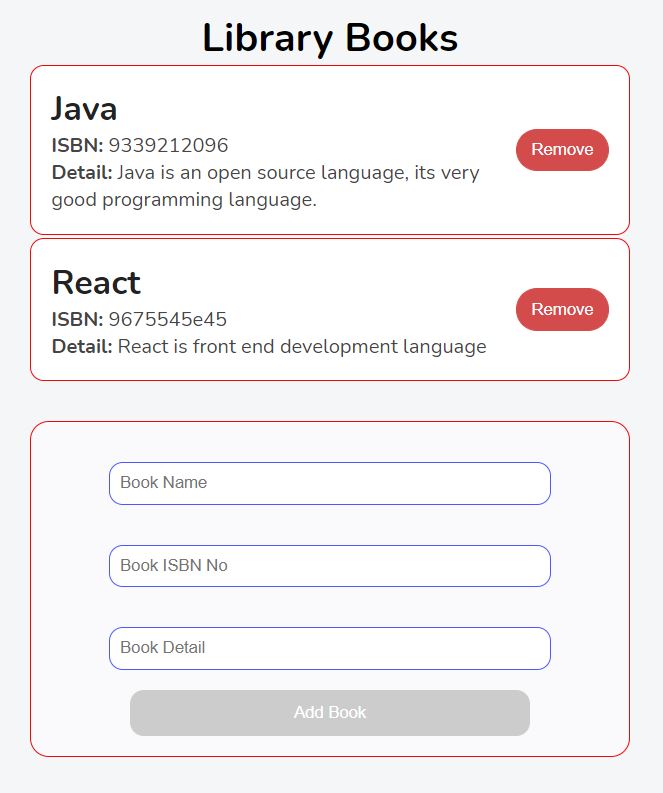 Library Books
Java
ISBN: 9339212096
Detail: Java is an open source language, its very
good programming language.
Remove
React
ISBN: 9675545e45
Detail: React is front end development language
Remove
Book Name
Book ISBN No
Book Detail
Add Book